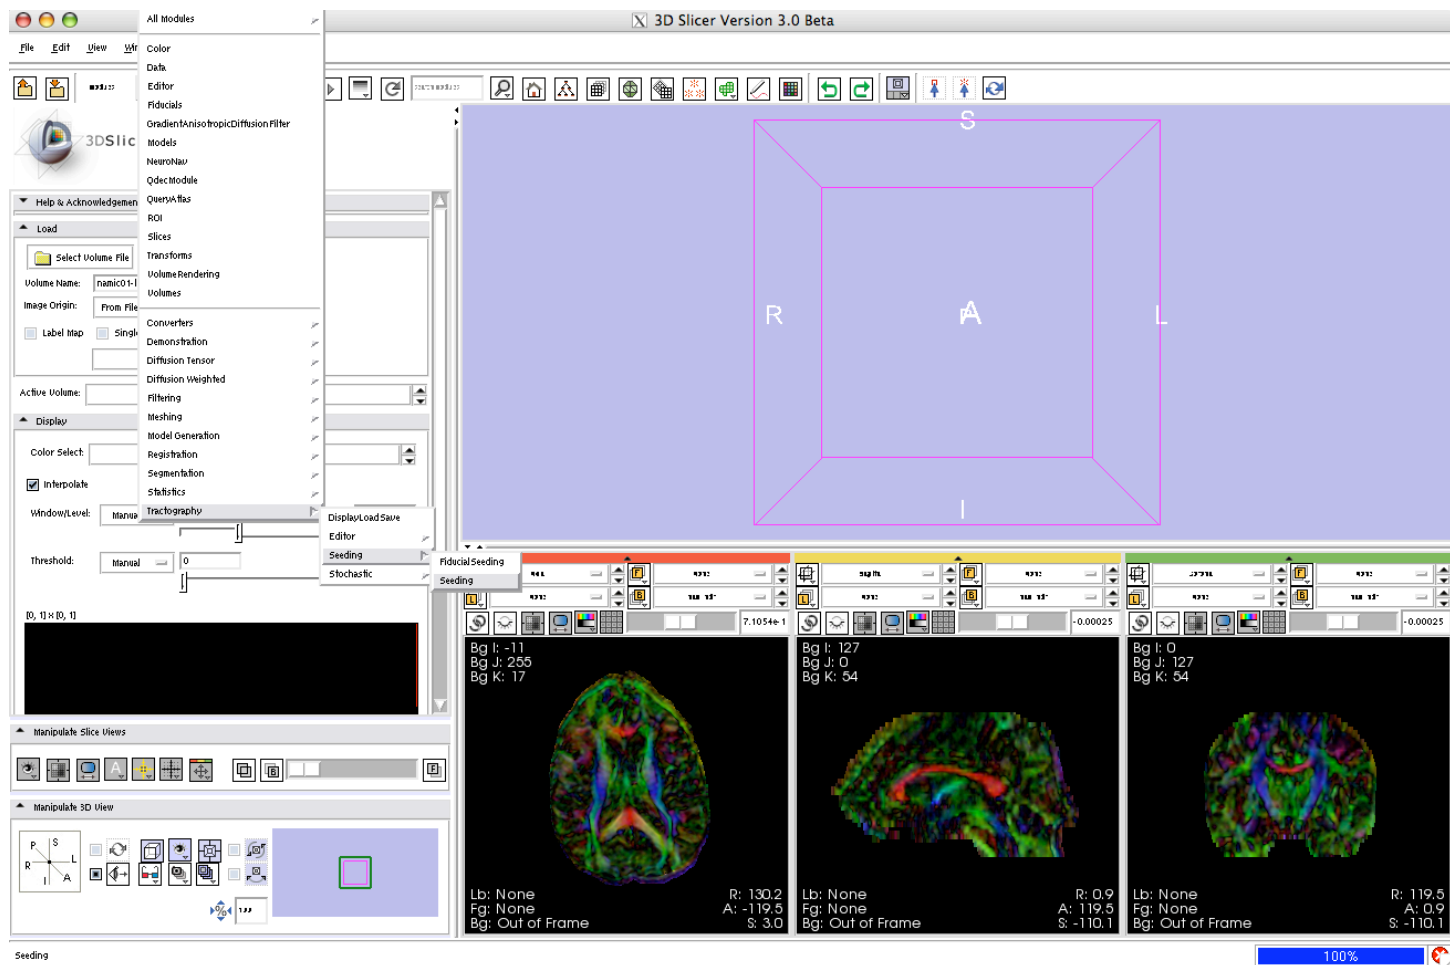 3D Slicer Version 3.0 Beta
File Edit View Win
3DSlic
Help & Acknowledgemen
Load
Select Volume File
Volume Name: namic01-l
Image Origin: From File
Label Map Singl
Active Volume:
Display
Color Select:
Interpolate
Window/Level: Manua
Threshold: Manual 0
[0, 1] x [0, 1]
Manipulate Slice Views
A B F
Manipulate 3D View
P S
R L
I A
%
All Modules
Color
Data
Editor
Fiducials
GradientAnisotropicDiffusionFilter
Models
NeuroNav
QdecModule
QueryAtlas
ROI
Slices
Transforms
VolumeRendering
Volumes
Converters
Demonstration
Diffusion Tensor
Diffusion Weighted
Filtering
Meshing
Model Generation
Registration
Segmentation
Statistics
Tractography
DisplayLoadSave
Editor
Seeding
Stochastic
FiducialSeeding
Seeding
S
R A L
I
F
L B
7.1054e-1
Bg I: -11
Bg J: 255
Bg K: 17
Lb: None R: 130.2
Fg: None A: -119.5
Bg: Out of Frame S: 3.0
F
L B
-0.00025
Bg I: 127
Bg J: 0
Bg K: 54
Lb: None R: 0.9
Fg: None A: 119.5
Bg: Out of Frame S: -110.1
F
L B
-0.00025
Bg I: 0
Bg J: 127
Bg K: 54
Lb: None R: 119.5
Fg: None A: 0.9
Bg: Out of Frame S: -110.1
Seeding
100%